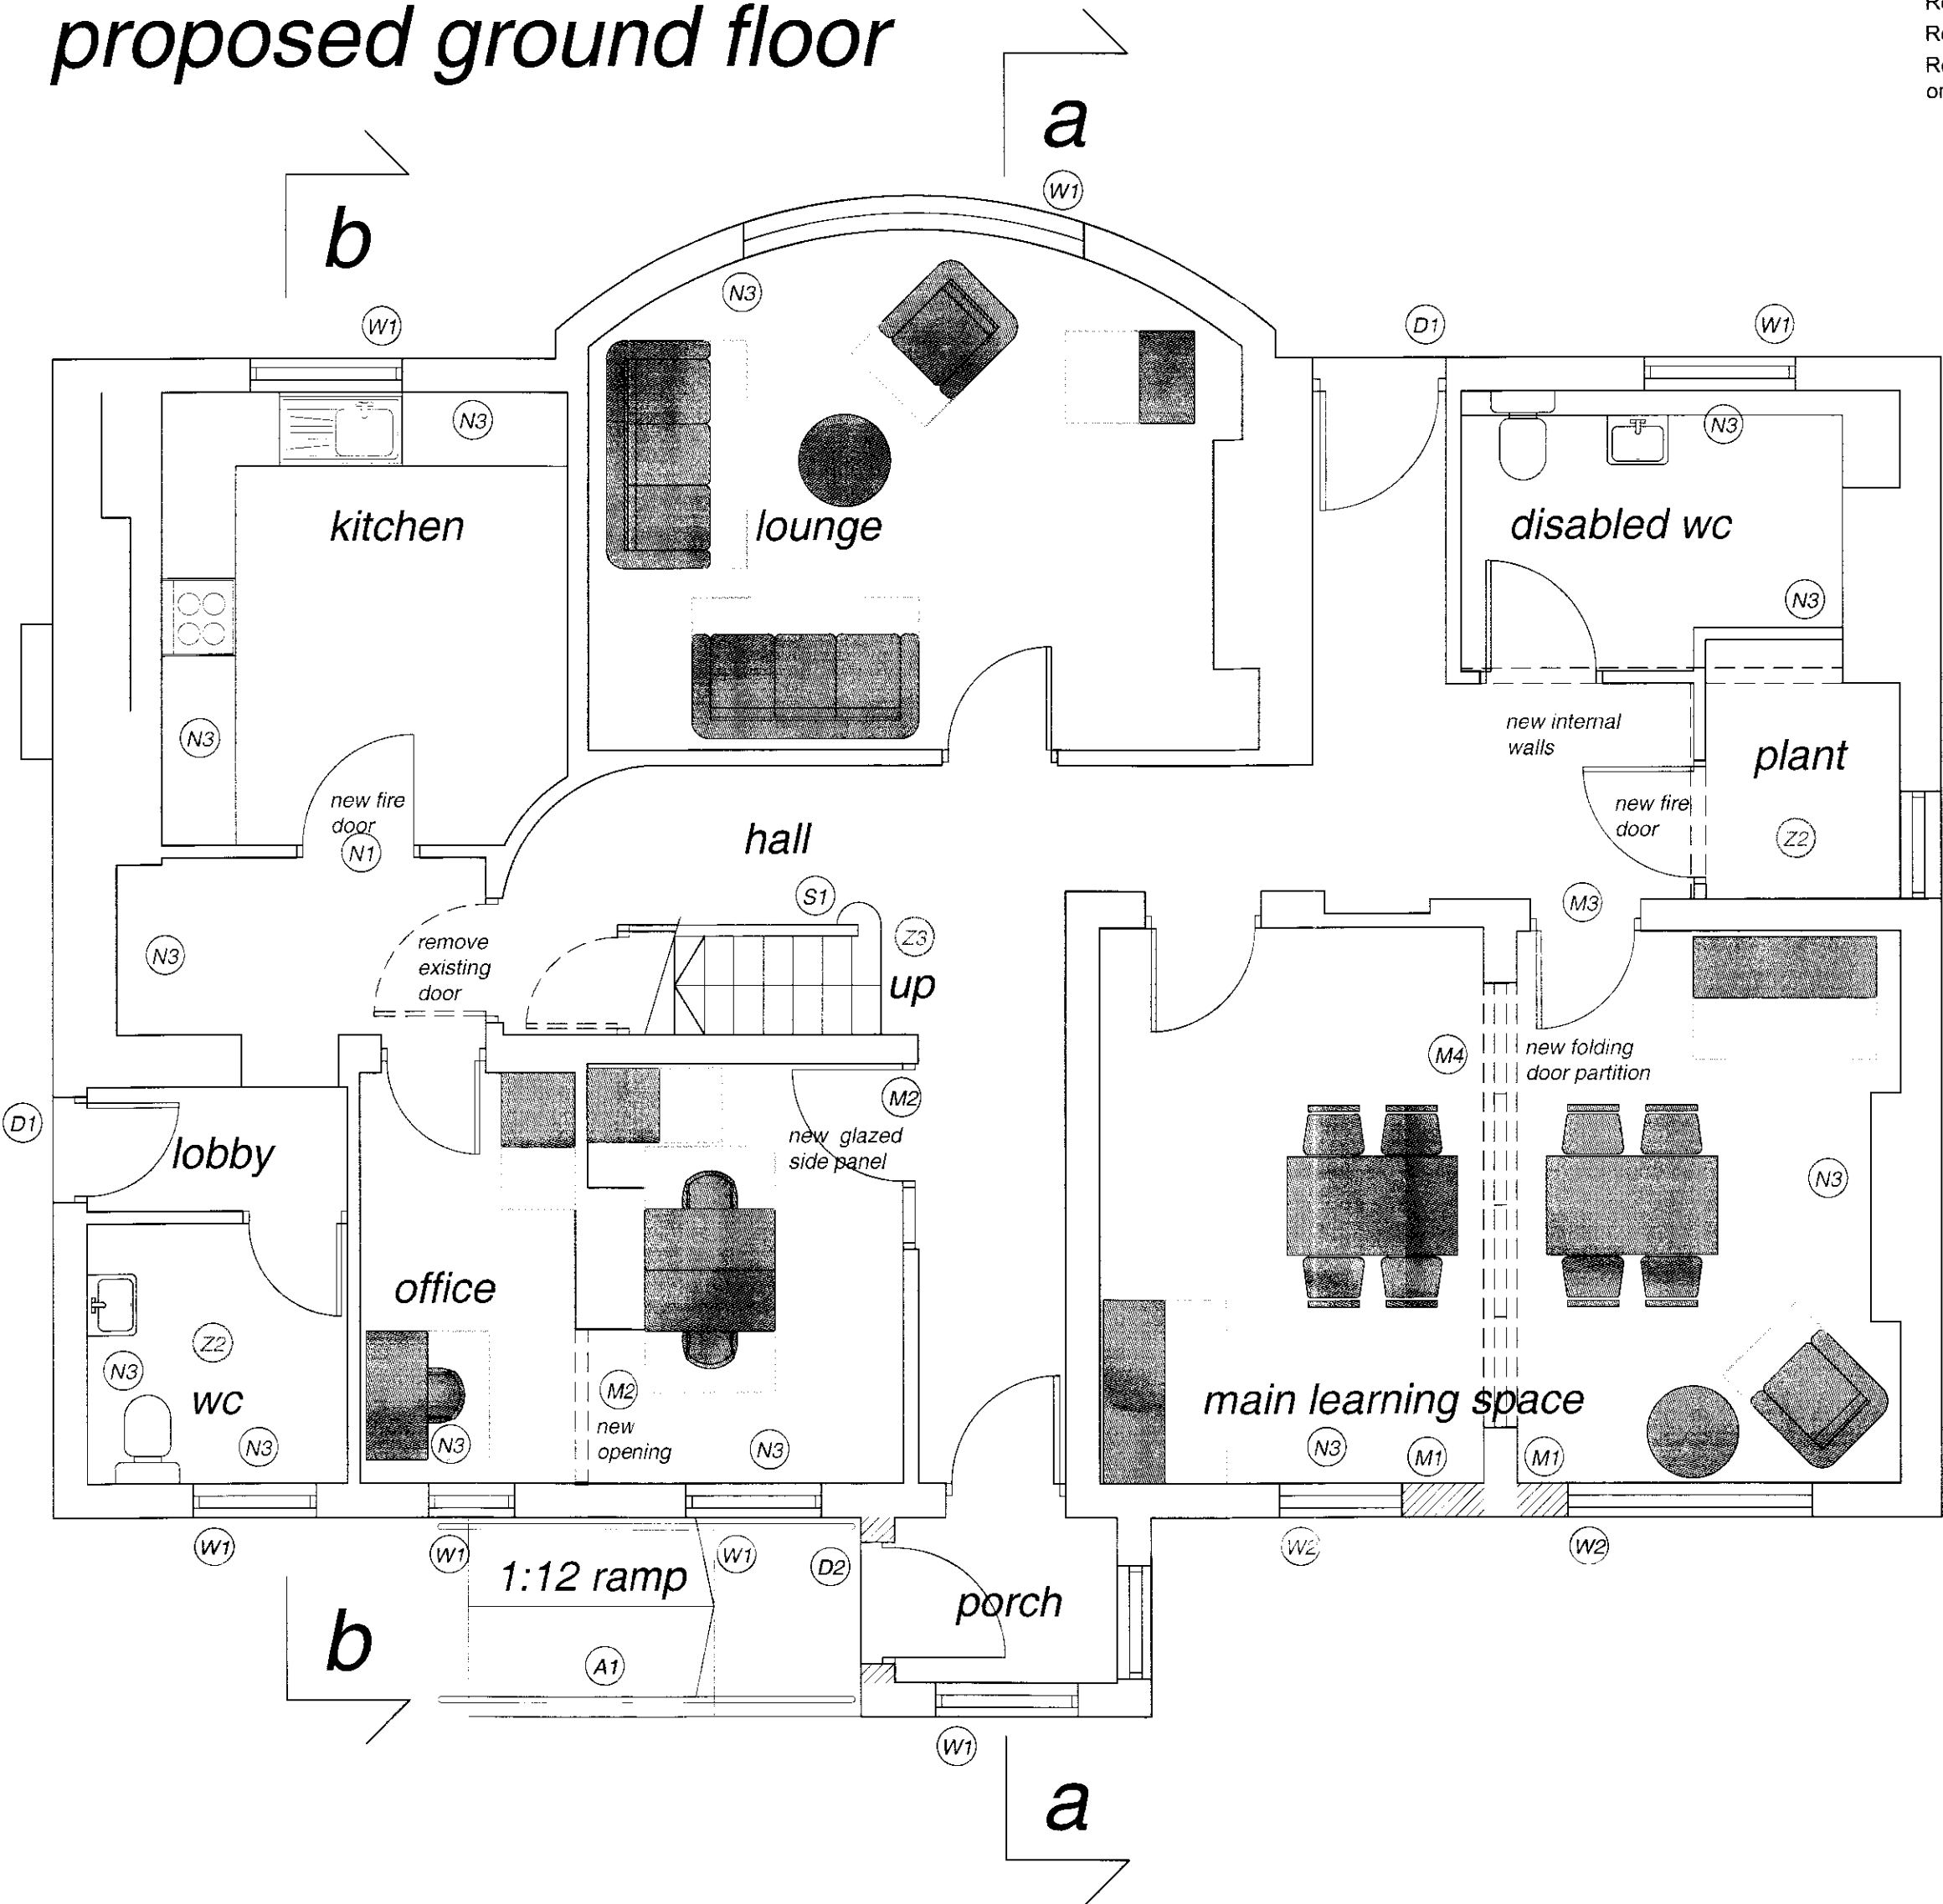 proposed ground floor
a
b
W1
N3
W1
D1
W1
N3
N3
kitchen
lounge
disabled wc
N3
N3
new internal
walls
plant
new fire
door
N1
hall
new fire
door
Z2
S1
Z3
M3
N3
remove
existing
door
up
M4
new folding
door partition
D1
M2
new glazed
side panel
lobby
N3
office
Z2
N3
wc
N3
N3
M2
new
opening
N3
main learning space
N3
M1
M1
W1
W1
W1
D2
W2
W2
1:12 ramp
porch
b
A1
W1
a